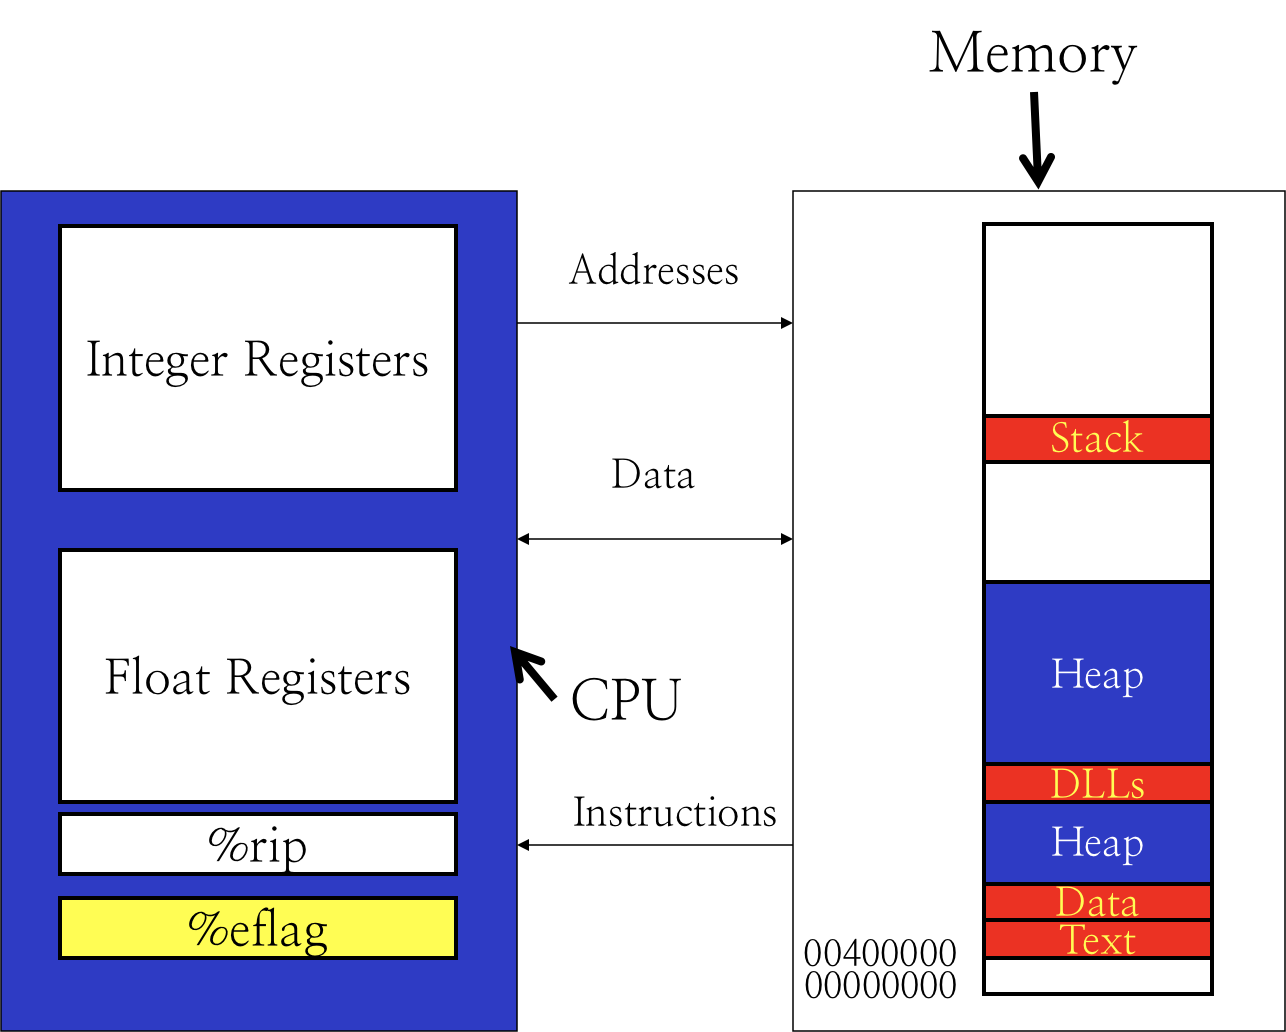 Memory
Integer Registers
Float Registers
%rip
%eflag
Addresses
Data
CPU
Instructions
Stack
Heap
DLLs
Heap
Data
Text
00400000
00000000